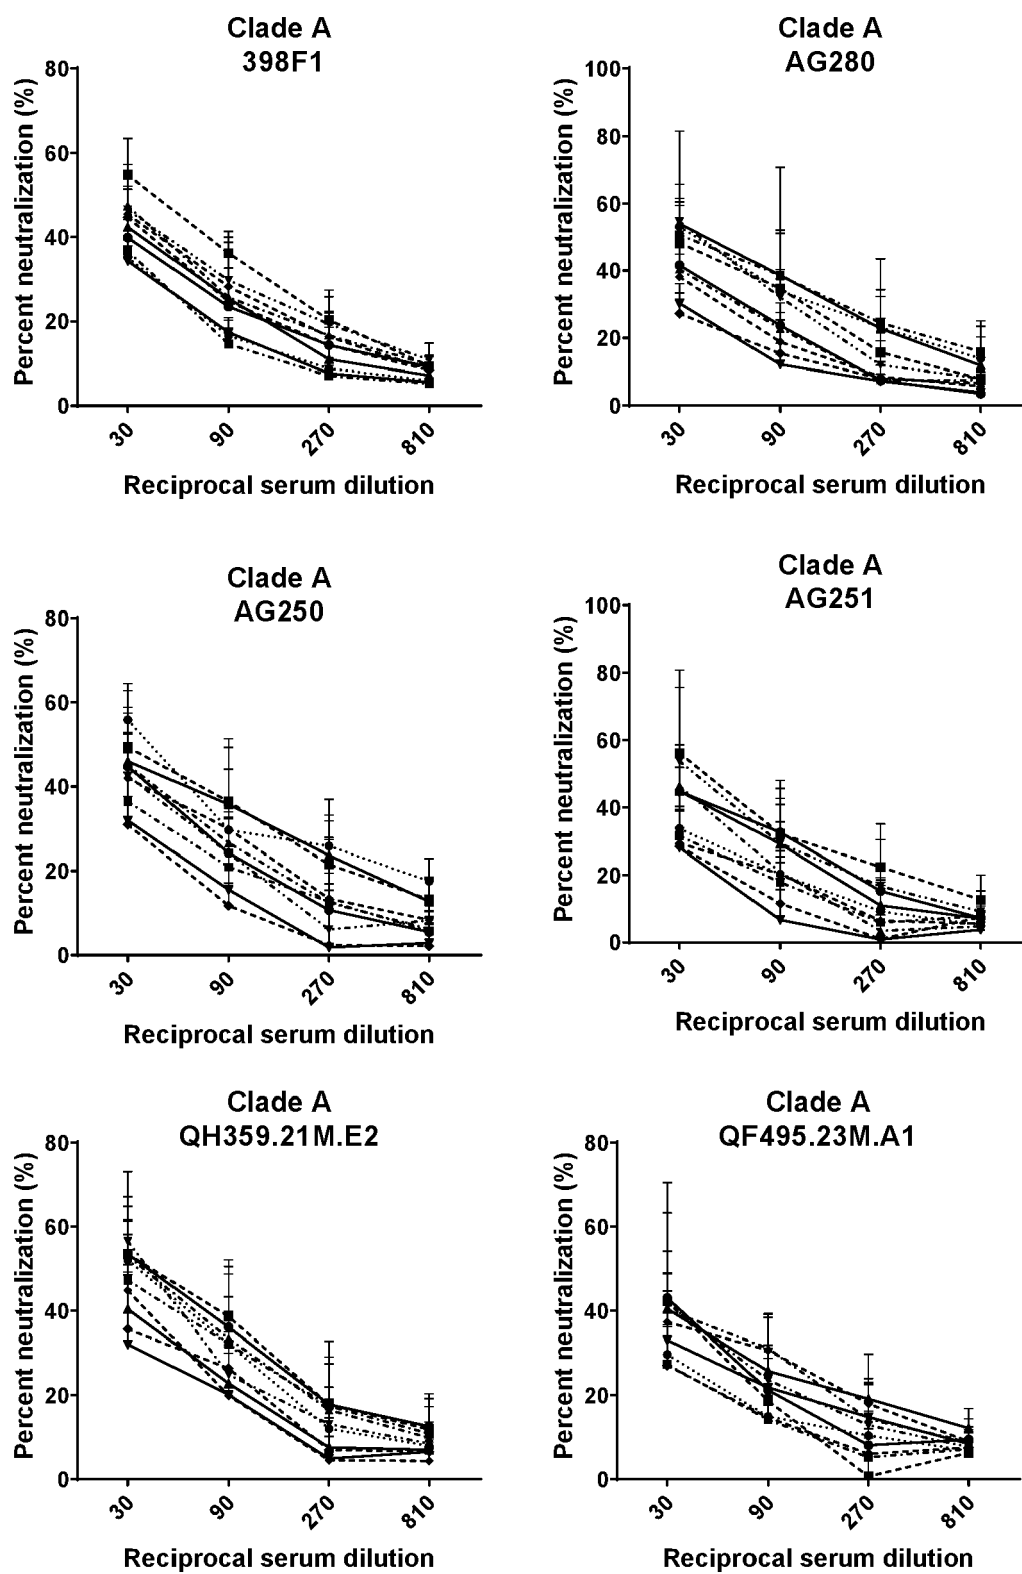 Clade A
398F1
Percent neutralization (%)
80
60
40
20
0
30
90
270
810
Reciprocal serum dilution
Clade A
AG280
Percent neutralization (%)
100
80
60
40
20
0
30
90
270
810
Reciprocal serum dilution
Clade A
AG250
Percent neutralization (%)
80
60
40
20
0
30
90
270
810
Reciprocal serum dilution
Clade A
AG251
Percent neutralization (%)
100
80
60
40
20
0
30
90
270
810
Reciprocal serum dilution
Clade A
QH359.21M.E2
Percent neutralization (%)
80
60
40
20
0
30
90
270
810
Reciprocal serum dilution
Clade A
QF495.23M.A1
Percent neutralization (%)
80
60
40
20
0
30
90
270
810
Reciprocal serum dilution